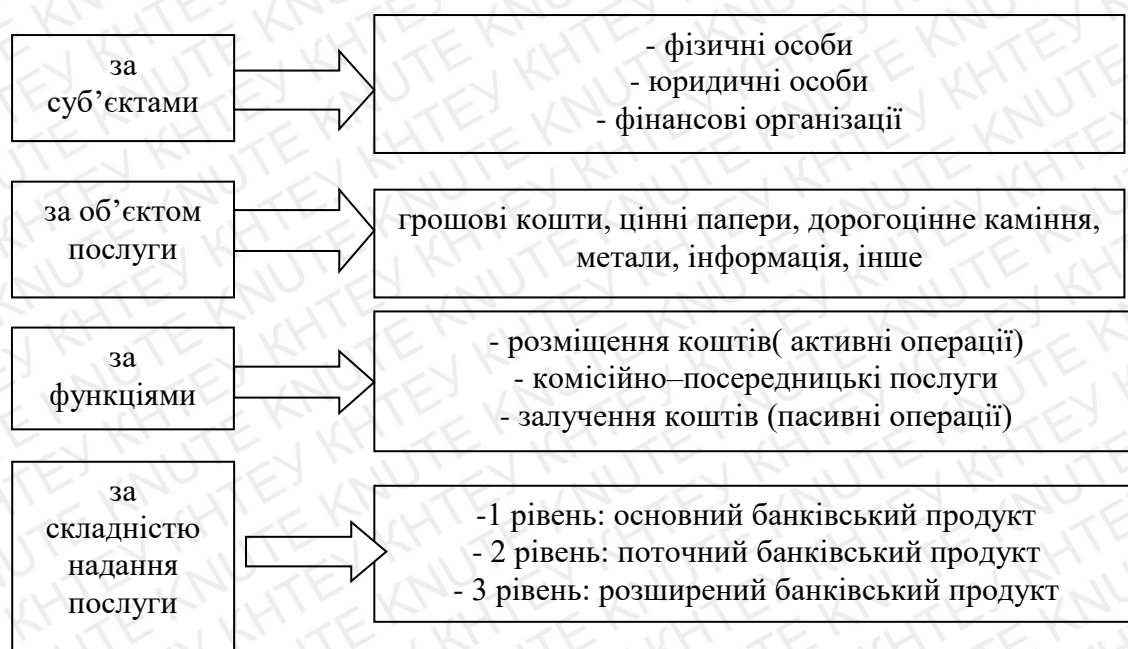 за
суб’єктами
- фізичні особи
- юридичні особи
- фінансові організації
за об’єктом
послуги
грошові кошти, цінні папери, дорогоцінне каміння,
метали, інформація, інше
за
функціями
- розміщення коштів( активні операції)
- комісійно–посередницькі послуги
- залучення коштів (пасивні операції)
за
складністю
надання
послуги
-1 рівень: основний банківський продукт
- 2 рівень: поточний банківський продукт
- 3 рівень: розширений банківський продукт
KNUTE КНТЕУ